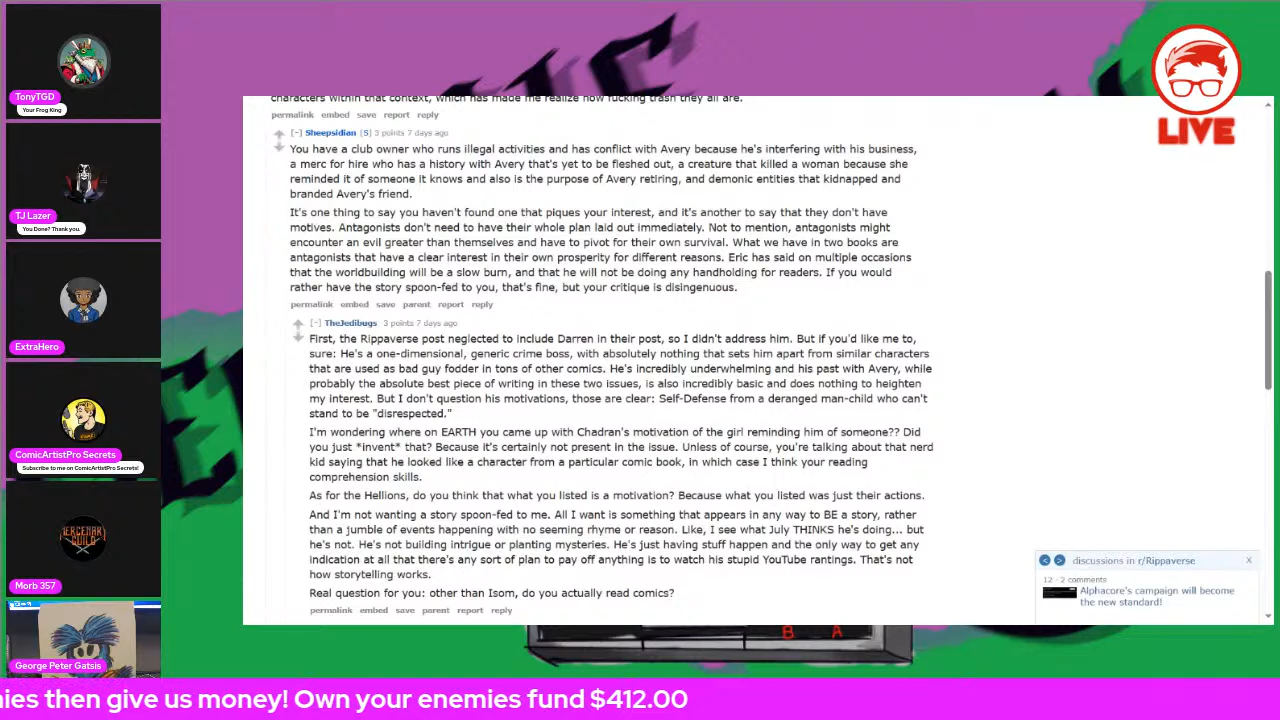 TonyTGD
Your Frog King
TJ Lazer
You Done? Thank you.
ExtraHero
ComicArtistPro Secrets
Subscribe to me on ComicArtistPro Secrets!
MERCENARY
GUILD
Morb 357
George Peter Gatsis
LIVE
characters within that context, which has made me realize how fucking trash they all are.
permalink embed save report reply
[-] Sheepsidian [S] 3 points 7 days ago
You have a club owner who runs illegal activities and has conflict with Avery because he's interfering with his business,
a merc for hire who has a history with Avery that's yet to be fleshed out, a creature that killed a woman because she
reminded it of someone it knows and also is the purpose of Avery retiring, and demonic entities that kidnapped and
branded Avery's friend.
It's one thing to say you haven't found one that piques your interest, and it's another to say that they don't have
motives. Antagonists don't need to have their whole plan laid out immediately. Not to mention, antagonists might
encounter an evil greater than themselves and have to pivot for their own survival. What we have in two books are
antagonists that have a clear interest in their own prosperity for different reasons. Eric has said on multiple occasions
that the worldbuilding will be a slow burn, and that he will not be doing any handholding for readers. If you would
rather have the story spoon-fed to you, that's fine, but your critique is disingenuous.
permalink embed save parent report reply
[-] TheJedibugs 3 points 7 days ago
First, the Rippaverse post neglected to include Darren in their post, so I didn't address him. But if you'd like me to,
sure: He's a one-dimensional, generic crime boss, with absolutely nothing that sets him apart from similar characters
that are used as bad guy fodder in tons of other comics. He's incredibly underwhelming and his past with Avery, while
probably the absolute best piece of writing in these two issues, is also incredibly basic and does nothing to heighten
my interest. But I don't question his motivations, those are clear: Self-Defense from a deranged man-child who can't
stand to be "disrespected."
I'm wondering where on EARTH you came up with Chadran's motivation of the girl reminding him of someone?? Did
you just *invent* that? Because it's certainly not present in the issue. Unless of course, you're talking about that nerd
kid saying that he looked like a character from a particular comic book, in which case I think your reading
comprehension skills.
As for the Hellions, do you think that what you listed is a motivation? Because what you listed was just their actions.
And I'm not wanting a story spoon-fed to me. All I want is something that appears in any way to BE a story, rather
than a jumble of events happening with no seeming rhyme or reason. Like, I see what July THINKS he's doing... but
he's not. He's not building intrigue or planting mysteries. He's just having stuff happen and the only way to get any
indication at all that there's any sort of plan to pay off anything is to watch his stupid YouTube rantings. That's not
how storytelling works.
Real question for you: other than Isom, do you actually read comics?
permalink embed save parent report reply
< > discussions in r/Rippaverse X
12 · 2 comments
Alphacore's campaign will become
the new standard!
B A
nies then give us money! Own your enemies fund $412.00